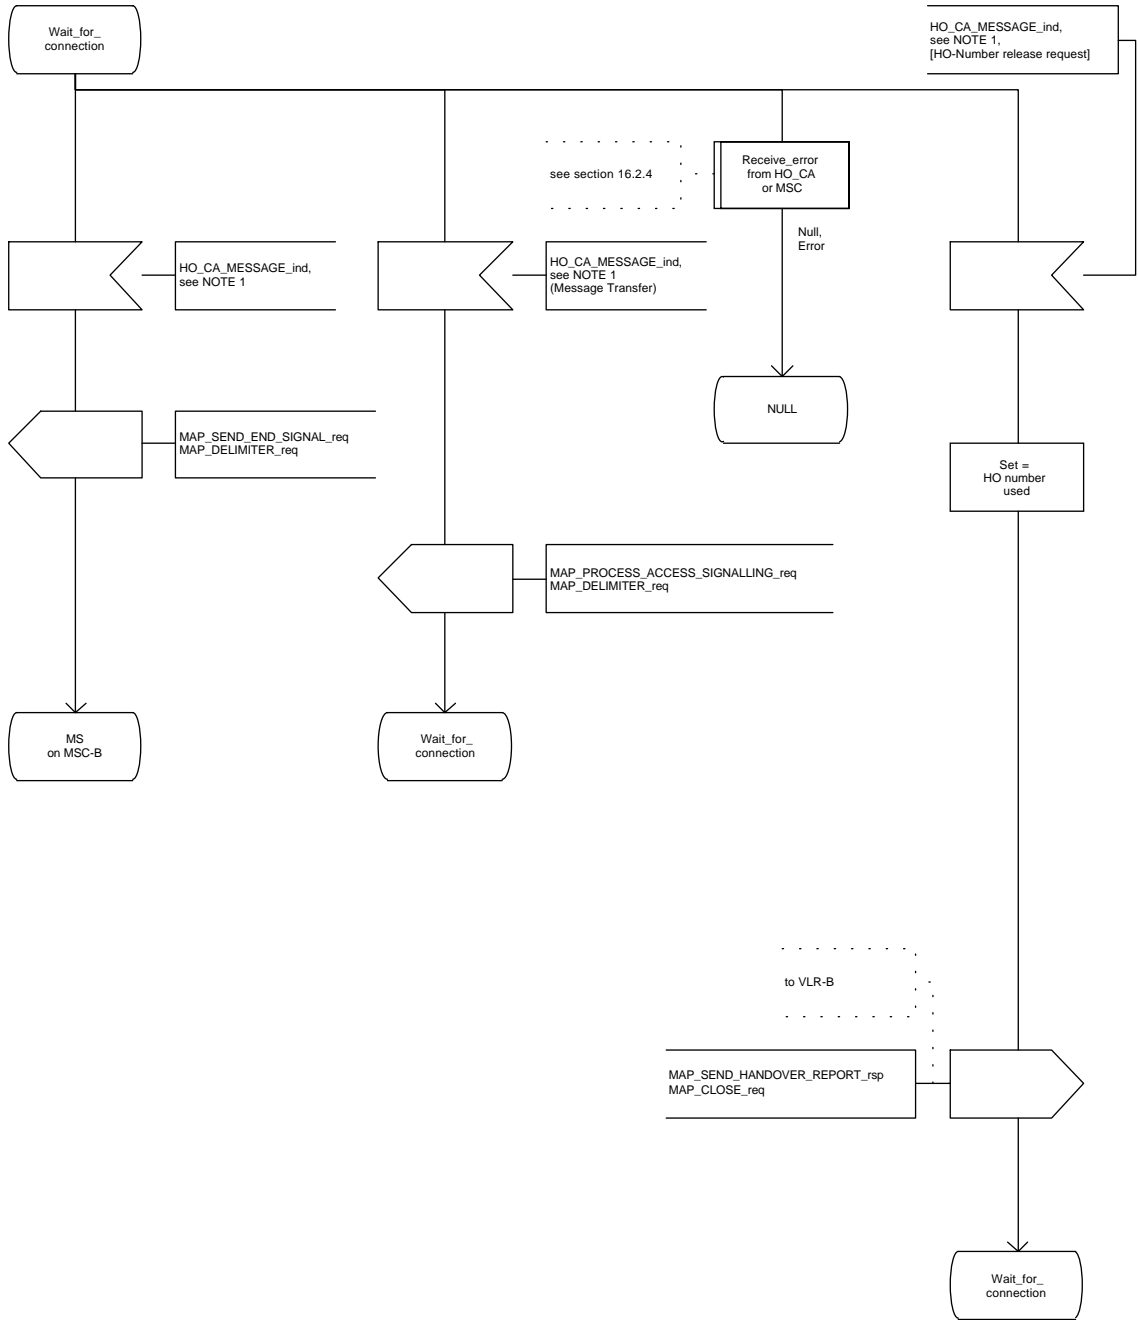 Wait_for_
connection
HO_CA_MESSAGE_ind,
see NOTE 1,
[HO-Number release request]
see section 16.2.4
Receive_error
from HO_CA
or MSC
Null,
Error
HO_CA_MESSAGE_ind,
see NOTE 1
HO_CA_MESSAGE_ind,
see NOTE 1
(Message Transfer)
NULL
MAP_SEND_END_SIGNAL_req
MAP_DELIMITER_req
Set =
HO number
used
MAP_PROCESS_ACCESS_SIGNALLING_req
MAP_DELIMITER_req
MS
on MSC-B
Wait_for_
connection
to VLR-B
MAP_SEND_HANDOVER_REPORT_rsp
MAP_CLOSE_req
Wait_for_
connection